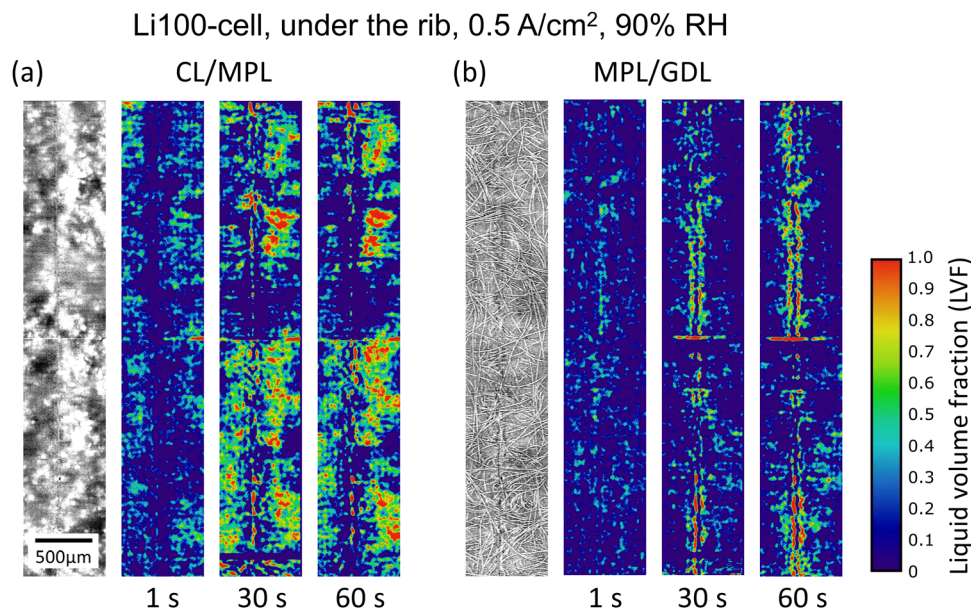 Li100-cell, under the rib, 0.5 A/cm², 90% RH
(a) CL/MPL
(b) MPL/GDL
1.0
0.9
0.8
0.7
0.6
0.5
0.4
0.3
0.2
0.1
0
Liquid volume fraction (LVF)
500µm
1 s 30 s 60 s
1 s 30 s 60 s